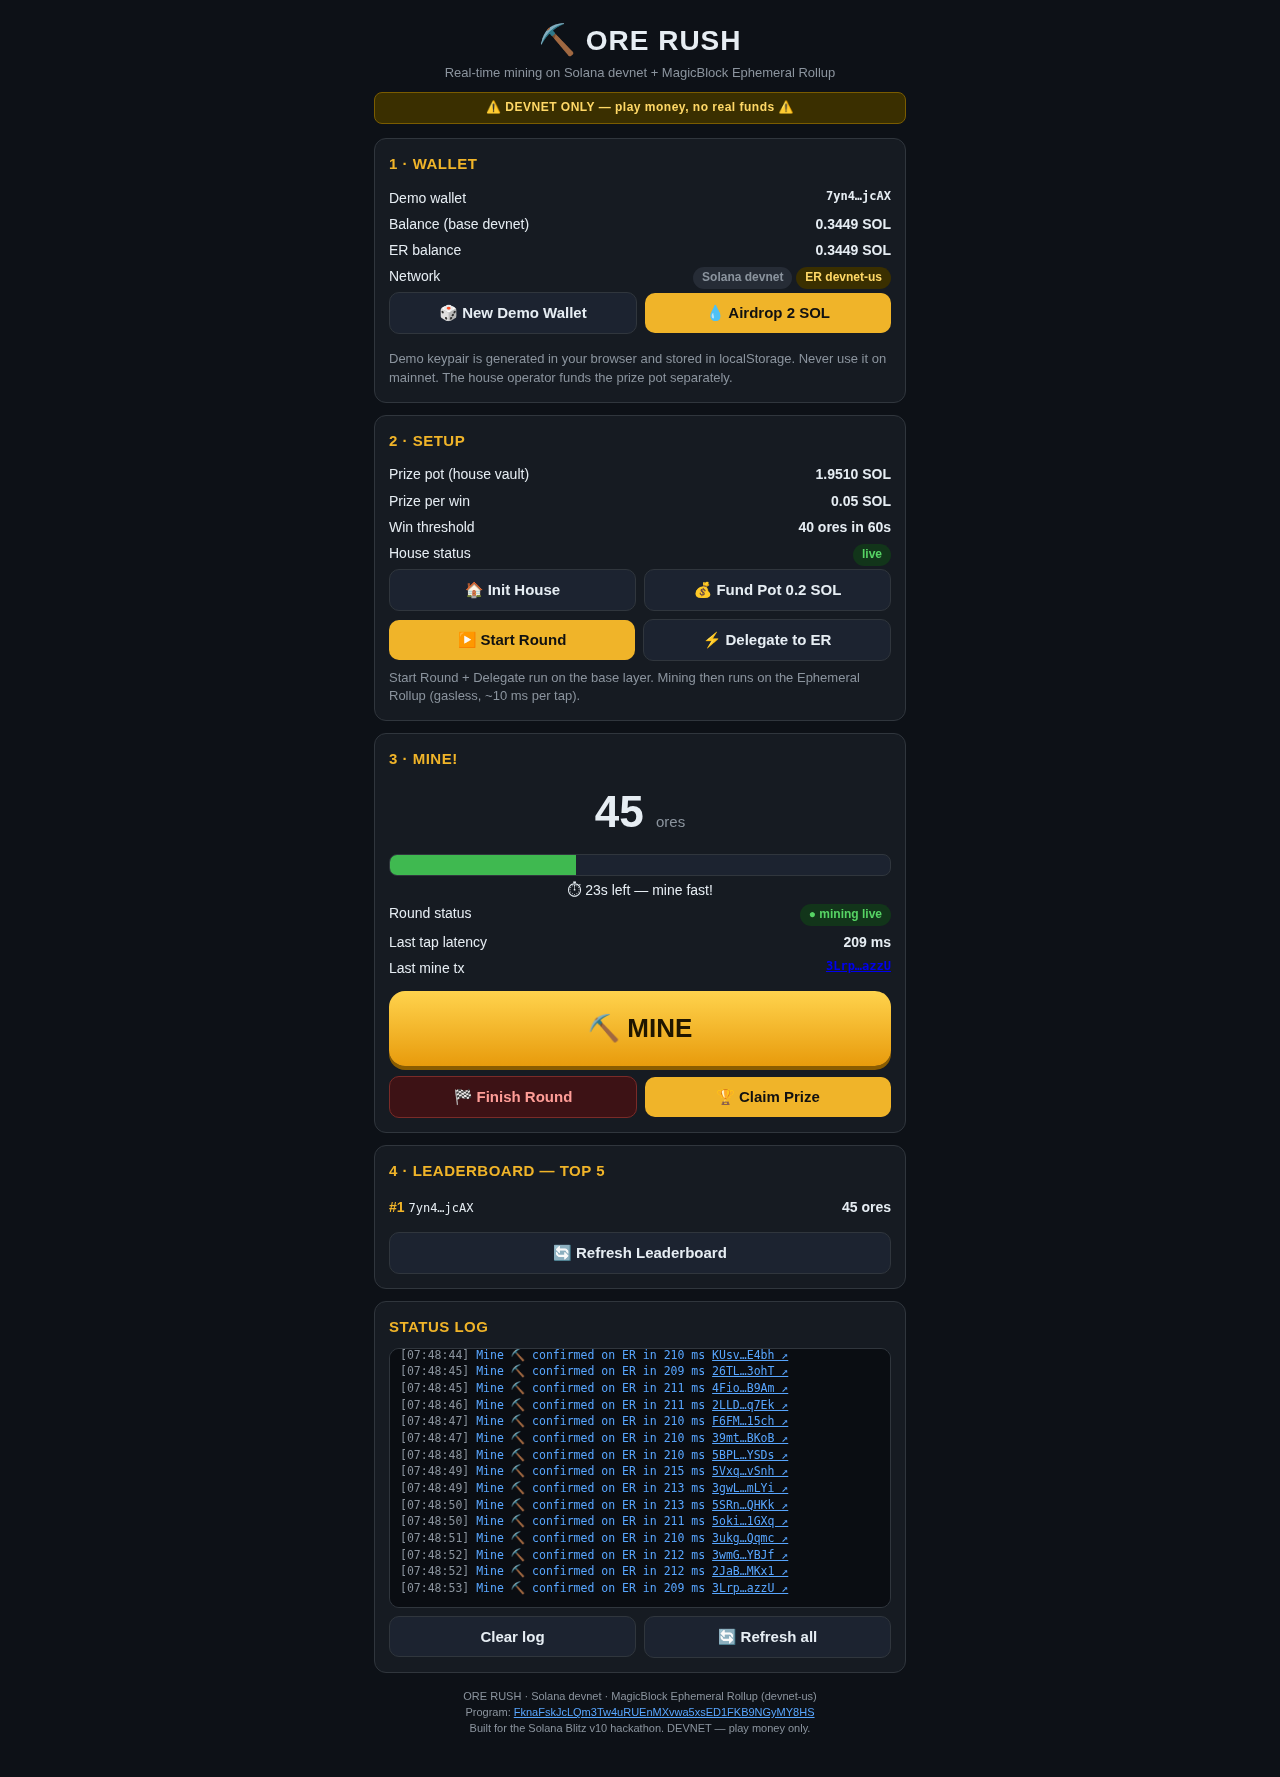 ⛏️ ORE RUSH
Real-time mining on Solana devnet + MagicBlock Ephemeral Rollup
⚠️ DEVNET ONLY — play money, no real funds ⚠️
1 · WALLET
Demo wallet 7yn4…jcAX
Balance (base devnet) 0.3449 SOL
ER balance 0.3449 SOL
Network Solana devnet ER devnet-us
🎲 New Demo Wallet 💧 Airdrop 2 SOL
Demo keypair is generated in your browser and stored in localStorage. Never use it on
mainnet. The house operator funds the prize pot separately.
2 · SETUP
Prize pot (house vault) 1.9510 SOL
Prize per win 0.05 SOL
Win threshold 40 ores in 60s
House status live
🏠 Init House 💰 Fund Pot 0.2 SOL
▶️ Start Round ⚡ Delegate to ER
Start Round + Delegate run on the base layer. Mining then runs on the Ephemeral
Rollup (gasless, ~10 ms per tap).
3 · MINE!
45 ores
⏱ 23s left — mine fast!
Round status ● mining live
Last tap latency 209 ms
Last mine tx 3Lrp…azzU
⛏️ MINE
🏁 Finish Round 🏆 Claim Prize
4 · LEADERBOARD — TOP 5
#1 7yn4…jcAX 45 ores
🔄 Refresh Leaderboard
STATUS LOG
[07:48:44] Mine ⛏️ confirmed on ER in 210 ms KUsv…E4bh ↗
[07:48:45] Mine ⛏️ confirmed on ER in 209 ms 26TL…3ohT ↗
[07:48:45] Mine ⛏️ confirmed on ER in 211 ms 4Fio…B9Am ↗
[07:48:46] Mine ⛏️ confirmed on ER in 211 ms 2LLD…q7Ek ↗
[07:48:47] Mine ⛏️ confirmed on ER in 210 ms F6FM…15ch ↗
[07:48:47] Mine ⛏️ confirmed on ER in 210 ms 39mt…BKoB ↗
[07:48:48] Mine ⛏️ confirmed on ER in 210 ms 5BPL…YSDs ↗
[07:48:49] Mine ⛏️ confirmed on ER in 215 ms 5Vxq…vSnh ↗
[07:48:49] Mine ⛏️ confirmed on ER in 213 ms 3gwL…mLYi ↗
[07:48:50] Mine ⛏️ confirmed on ER in 213 ms 5SRn…QHKk ↗
[07:48:50] Mine ⛏️ confirmed on ER in 211 ms 5oki…1GXq ↗
[07:48:51] Mine ⛏️ confirmed on ER in 210 ms 3ukg…Qqmc ↗
[07:48:52] Mine ⛏️ confirmed on ER in 212 ms 3wmG…YBJf ↗
[07:48:52] Mine ⛏️ confirmed on ER in 212 ms 2JaB…MKx1 ↗
[07:48:53] Mine ⛏️ confirmed on ER in 209 ms 3Lrp…azzU ↗
Clear log 🔄 Refresh all
ORE RUSH · Solana devnet · MagicBlock Ephemeral Rollup (devnet-us)
Program: FknaFskJcLQm3Tw4uRUEnMXvwa5xsED1FKB9NGyMY8HS
Built for the Solana Blitz v10 hackathon. DEVNET — play money only.